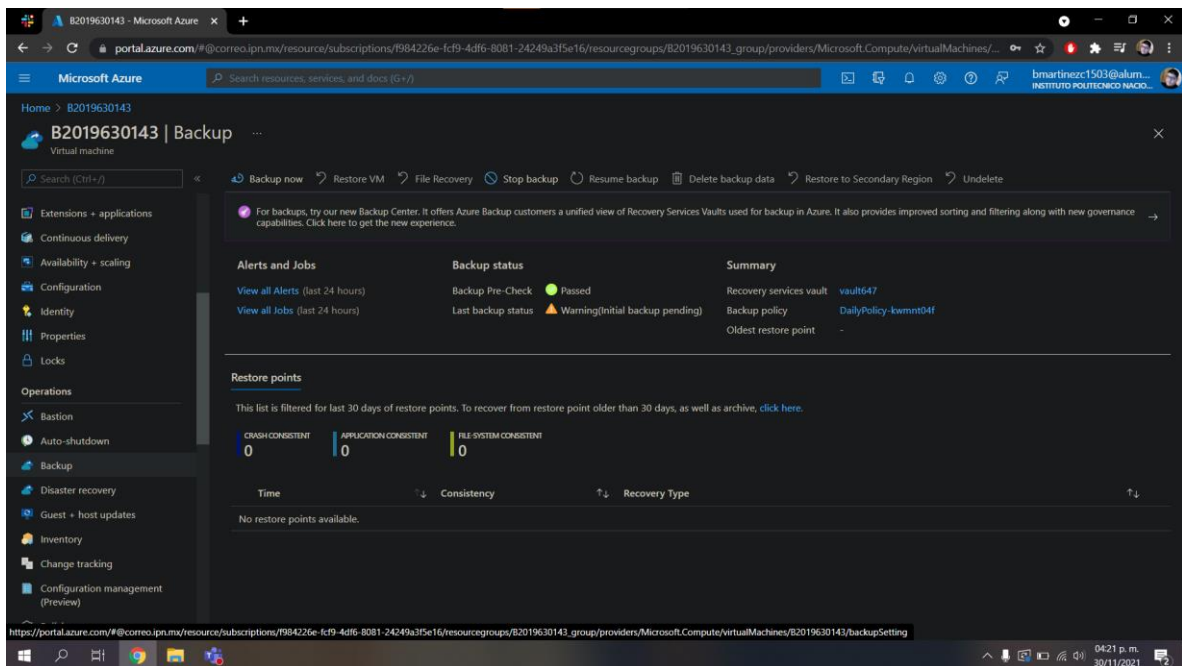 B2019630143 - Microsoft Azure
portal.azure.com/#@correo.ipn.mx/resource/subscriptions/f984226e-fcf9-4df6-8081-24249a3f5e16/resourcegroups/B2019630143_group/providers/Microsoft.Compute/virtualMachines/...
Microsoft Azure
Search resources, services, and docs (G+/)
bmartinezc1503@alum...
INSTITUTO POLITECNICO NACIO...
Home > B2019630143
B2019630143 | Backup ...
Virtual machine
Search (Ctrl+/)
«
Backup now Restore VM File Recovery Stop backup Resume backup Delete backup data Restore to Secondary Region Undelete
For backups, try our new Backup Center. It offers Azure Backup customers a unified view of Recovery Services Vaults used for backup in Azure. It also provides improved sorting and filtering along with new governance
capabilities. Click here to get the new experience.
Extensions + applications
Continuous delivery
Availability + scaling
Configuration
Identity
Properties
Locks
Operations
Bastion
Auto-shutdown
Backup
Disaster recovery
Guest + host updates
Inventory
Change tracking
Configuration management
(Preview)
Alerts and Jobs
View all Alerts (last 24 hours)
View all Jobs (last 24 hours)
Backup status
Backup Pre-Check Passed
Last backup status Warning(Initial backup pending)
Summary
Recovery services vault vault647
Backup policy DailyPolicy-kwmnt04f
Oldest restore point -
Restore points
This list is filtered for last 30 days of restore points. To recover from restore point older than 30 days, as well as archive, click here.
CRASH CONSISTENT
0
APPLICATION CONSISTENT
0
FILE-SYSTEM CONSISTENT
0
Time Consistency Recovery Type
No restore points available.
https://portal.azure.com/#@correo.ipn.mx/resource/subscriptions/f984226e-fcf9-4df6-8081-24249a3f5e16/resourcegroups/B2019630143_group/providers/Microsoft.Compute/virtualMachines/B2019630143/backupSetting
04:21 p. m.
30/11/2021
2